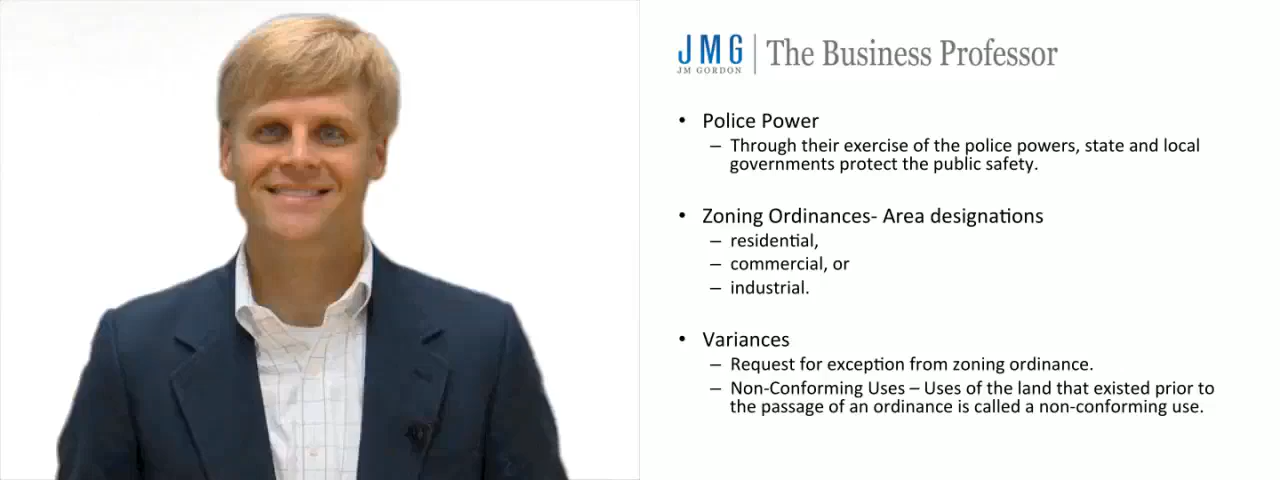 JMG | The Business Professor
JM GORDON
• Police Power
– Through their exercise of the police powers, state and local
governments protect the public safety.
• Zoning Ordinances- Area designations
– residential,
– commercial, or
– industrial.
• Variances
– Request for exception from zoning ordinance.
– Non-Conforming Uses – Uses of the land that existed prior to
the passage of an ordinance is called a non-conforming use.